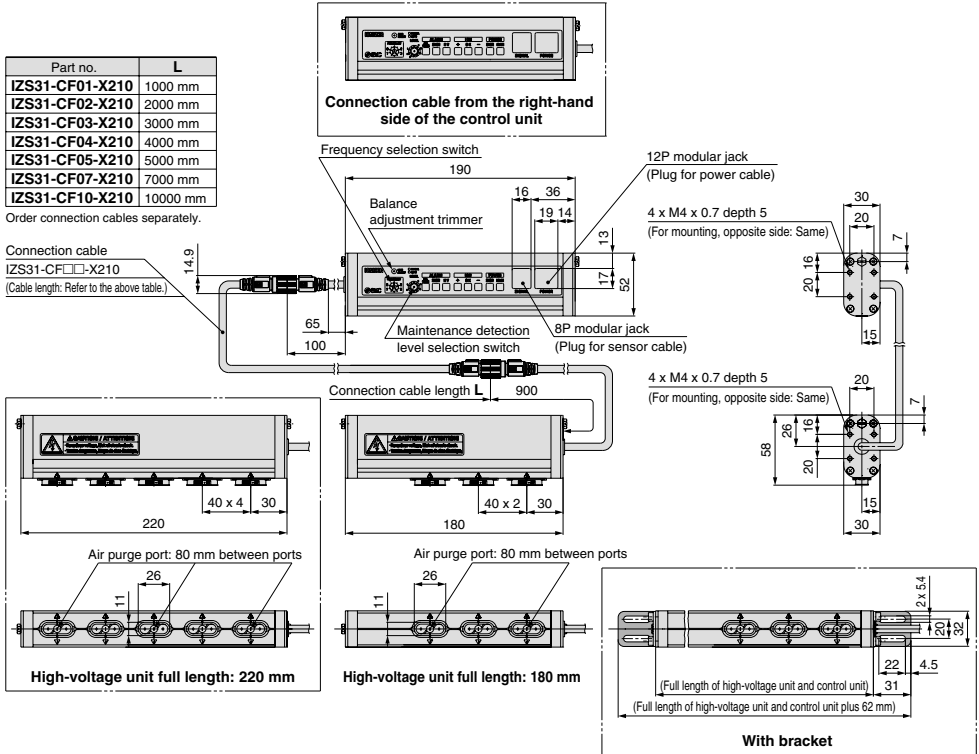 Part no. L
IZS31-CF01-X210 1000 mm
IZS31-CF02-X210 2000 mm
IZS31-CF03-X210 3000 mm
IZS31-CF04-X210 4000 mm
IZS31-CF05-X210 5000 mm
IZS31-CF07-X210 7000 mm
IZS31-CF10-X210 10000 mm
Order connection cables separately.
Connection cable from the right-hand
side of the control unit
Frequency selection switch
190
12P modular jack
(Plug for power cable)
16
36
19
14
Balance
adjustment trimmer
13
17
52
Connection cable
IZS31-CF□□-X210
(Cable length: Refer to the above table.)
14.9
65
100
Maintenance detection
level selection switch
8P modular jack
(Plug for sensor cable)
4 x M4 x 0.7 depth 5
(For mounting, opposite side: Same)
30
20
7
16
20
15
Connection cable length L
900
4 x M4 x 0.7 depth 5
(For mounting, opposite side: Same)
20
7
58
26
16
20
15
30
CAUTION / ATTENTION
40 x 4
30
220
CAUTION / ATTENTION
40 x 2
30
180
Air purge port: 80 mm between ports
26
11
High-voltage unit full length: 220 mm
Air purge port: 80 mm between ports
26
11
High-voltage unit full length: 180 mm
2 x 5.4
20
32
22
4.5
(Full length of high-voltage unit and control unit)
31
(Full length of high-voltage unit and control unit plus 62 mm)
With bracket